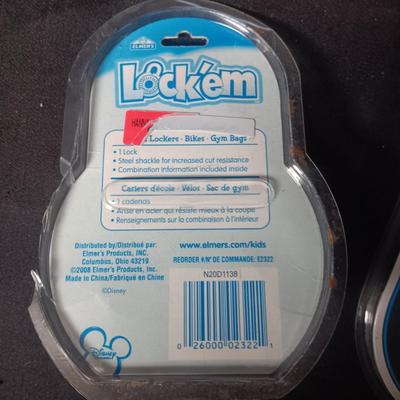 ELMER'S
Lock'em
HANN
Lockers · Bikes · Gym Bags
• 1 Lock
• Steel shackle for increased cut resistance
• Combination information included inside
Casiers d'école · Vélos · Sac de gym
• 1 cadenas
• Anse en acier qui résiste mieux à la coupe
• Renseignements sur la combinaison à l'intérieur
Distributed by/Distribué par:
Elmer's Products, INC.
Columbus, Ohio 43219
©2008 Elmer's Products, Inc.
Made in China/Fabriqué en Chine
©Disney
www.elmers.com/kids
REORDER #/Nº DE COMMANDE: E2322
N20D1138
0 26000 02322 1
Disney